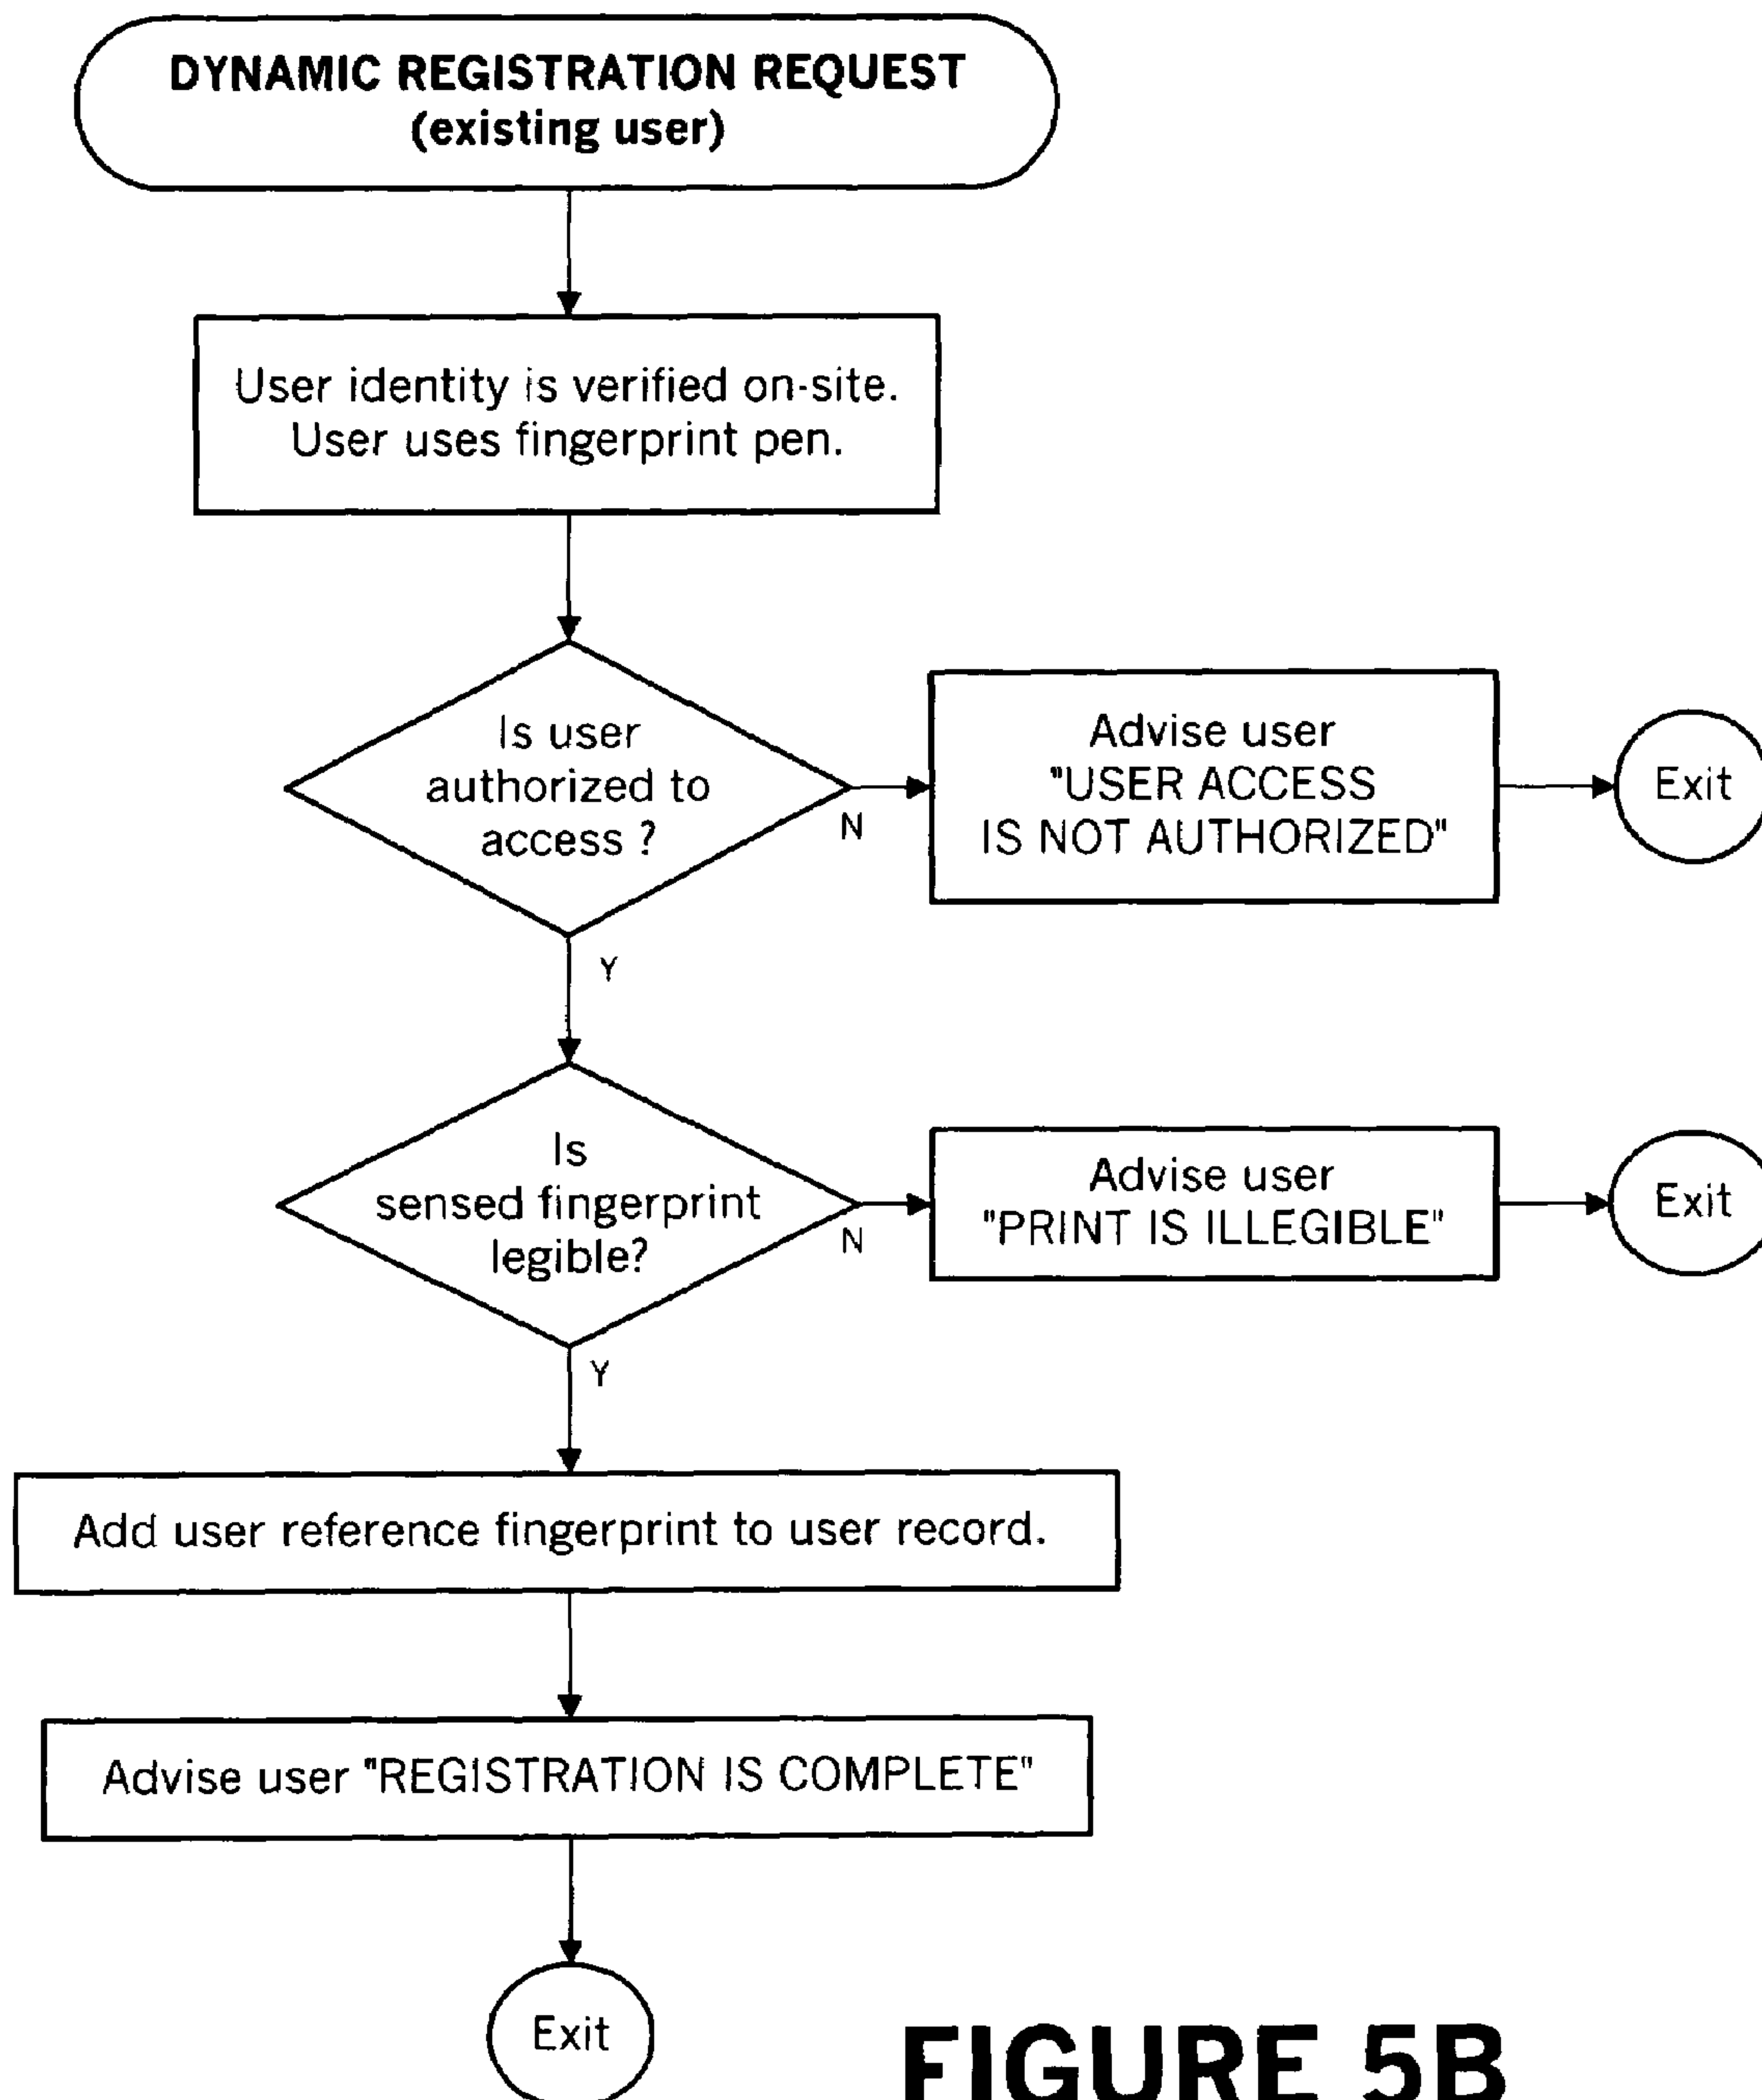 DYNAMIC REGISTRATION REQUEST
(existing user)
User identity is verified on-site.
User uses fingerprint pen.
Is user
authorized to
access ?
N
Advise user
"USER ACCESS
IS NOT AUTHORIZED"
Exit
Y
Is
sensed fingerprint
legible?
N
Advise user
"PRINT IS ILLEGIBLE"
Exit
Y
Add user reference fingerprint to user record.
Advise user "REGISTRATION IS COMPLETE"
Exit
FIGURE 5B